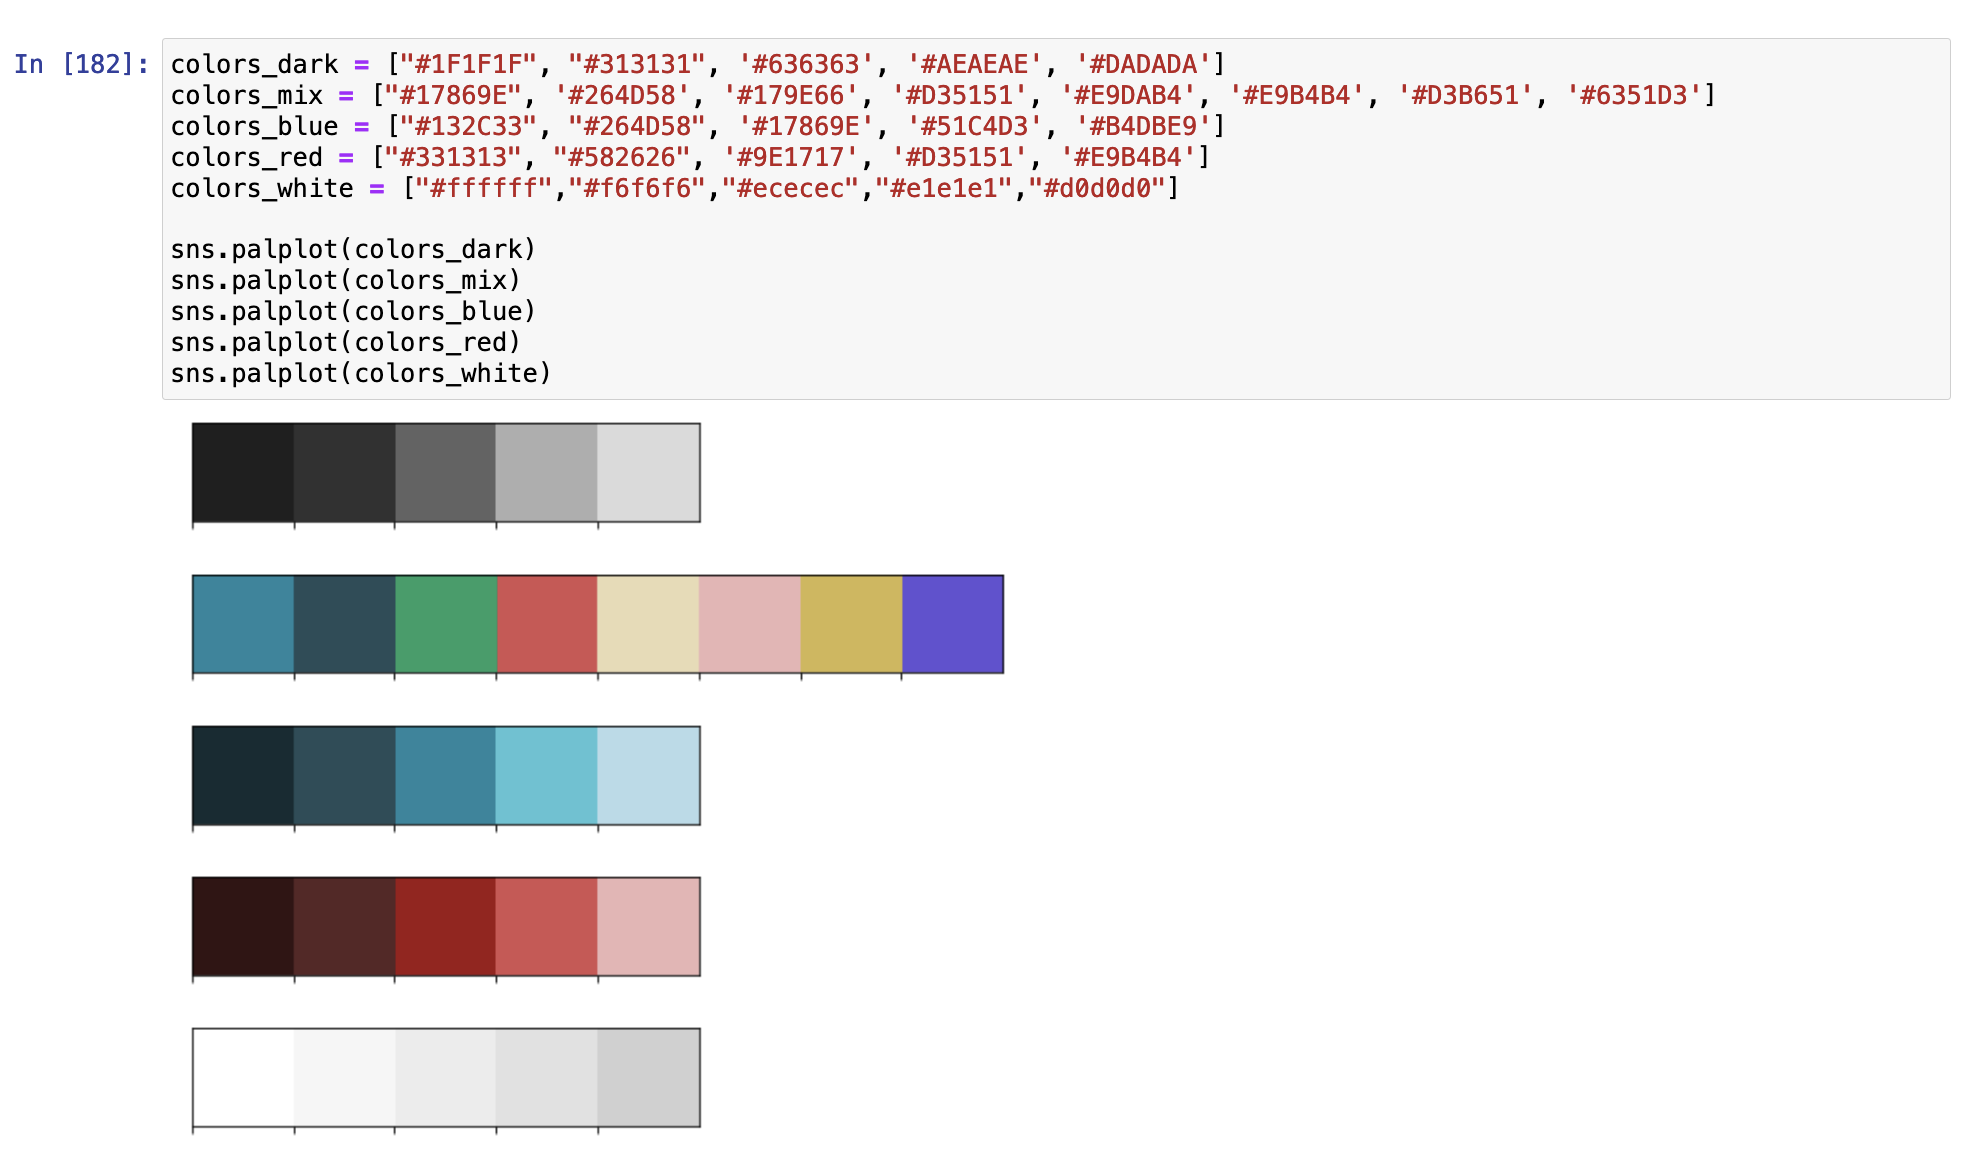 In [182]: colors_dark = ["#1F1F1F", "#313131", '#636363', '#AEAEAE', '#DADADA']
colors_mix = ["#17869E", '#264D58', '#179E66', '#D35151', '#E9DAB4', '#E9B4B4', '#D3B651', '#6351D3']
colors_blue = ["#132C33", "#264D58", '#17869E', '#51C4D3', '#B4DBE9']
colors_red = ["#331313", "#582626", '#9E1717', '#D35151', '#E9B4B4']
colors_white = ["#ffffff","#f6f6f6","#ececec","#e1e1e1","#d0d0d0"]
sns.palplot(colors_dark)
sns.palplot(colors_mix)
sns.palplot(colors_blue)
sns.palplot(colors_red)
sns.palplot(colors_white)